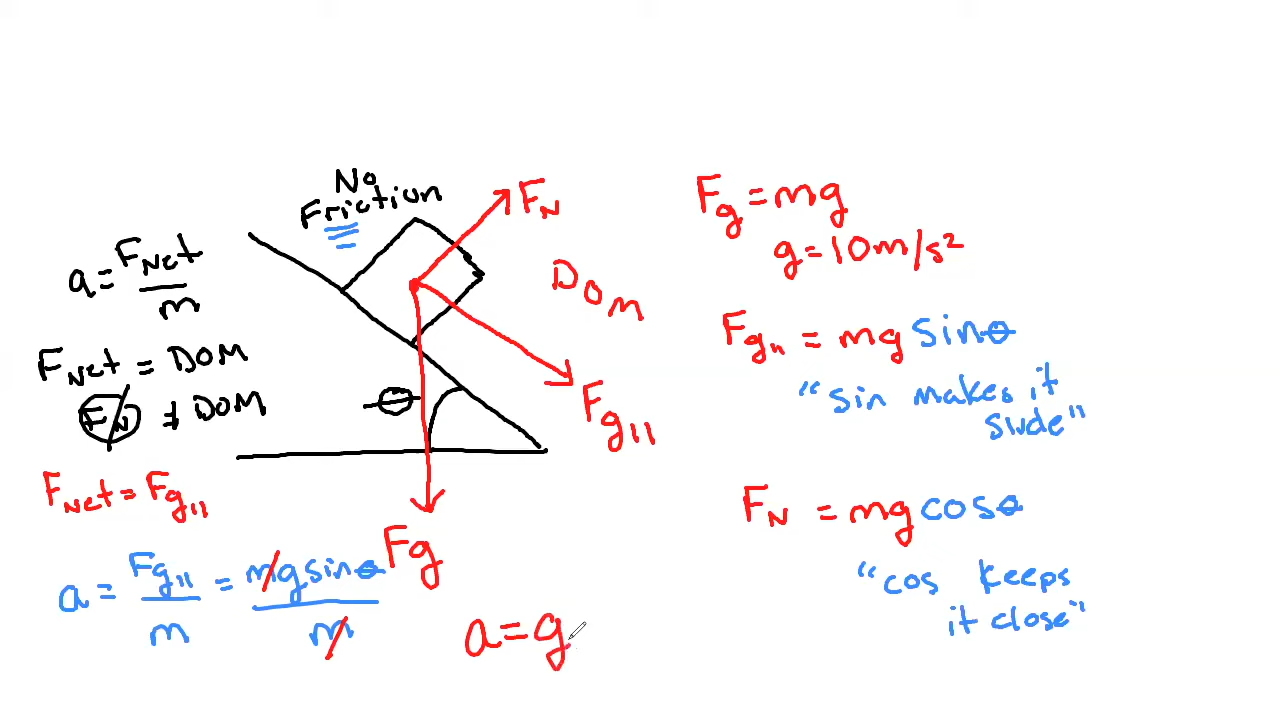 No
Friction
F_N
a = F_Net / m
F_Net = DOM
F_N ≠ DOM
F_Net = F_g||
θ
DOM
F_g||
Fg
a = F_g|| / m = mg sinθ / m
a = g
F_g = mg
g = 10 m/s²
F_g|| = mg sinθ
"sin makes it
slide"
F_N = mg cosθ
"cos keeps
it close"